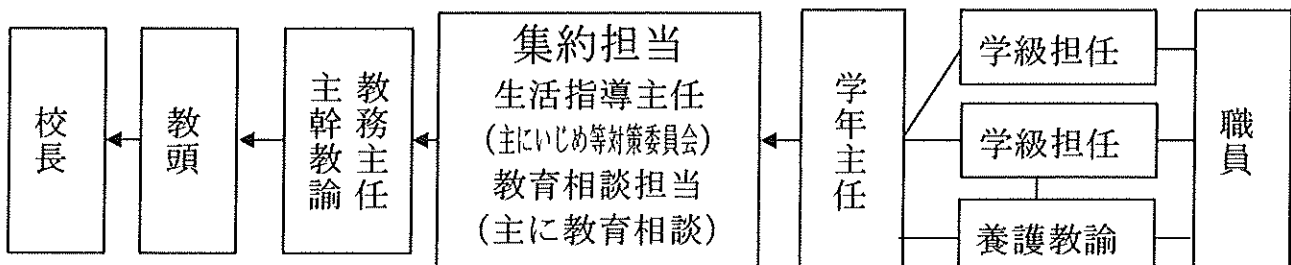 校長
教頭
教務主任
主幹教諭
集約担当
生活指導主任
(主にいじめ等対策委員会)
教育相談担当
(主に教育相談)
学年主任
学級担任
学級担任
養護教諭
職員